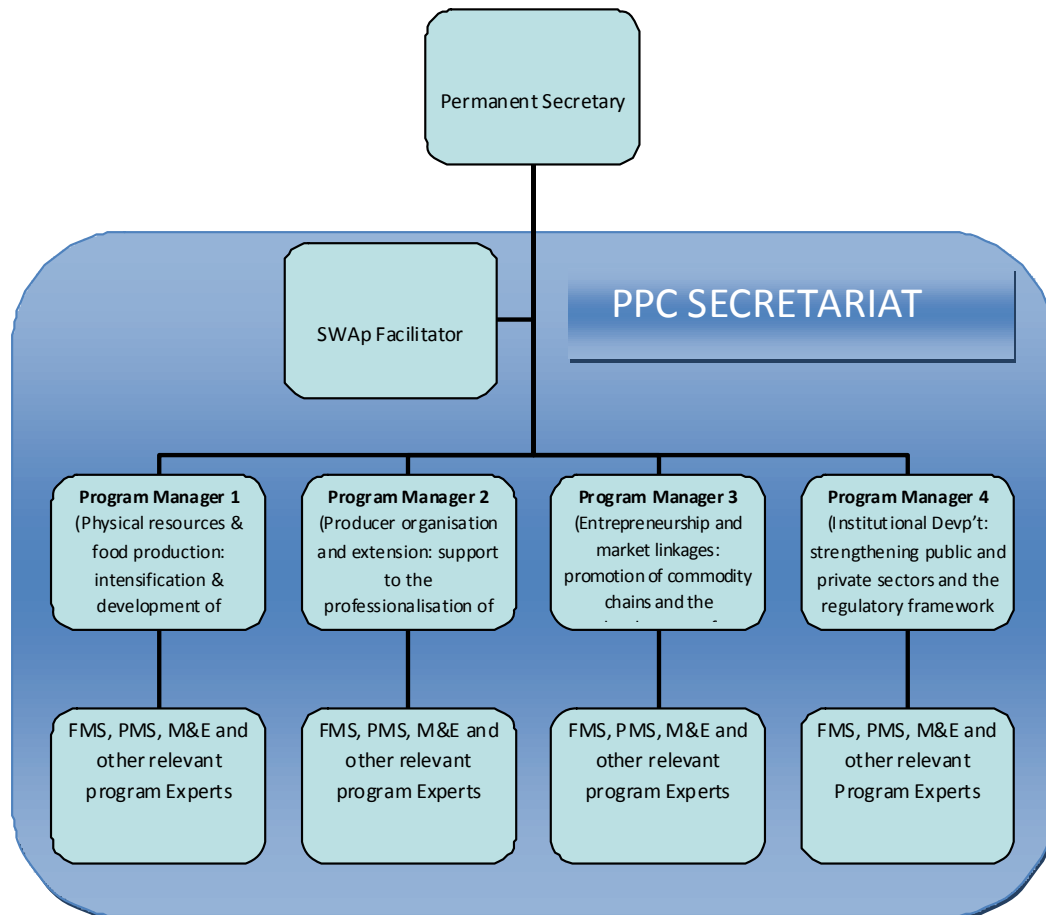 Permanent Secretary
SWAp Facilitator
PPC SECRETARIAT
Program Manager 1
(Physical resources &
food production:
intensification &
development of
Program Manager 2
(Producer organisation
and extension: support
to the
professionalisation of
Program Manager 3
(Entrepreneurship and
market linkages:
promotion of commodity
chains and the
Program Manager 4
(Institutional Devp't:
strengthening public and
private sectors and the
regulatory framework
FMS, PMS, M&E and
other relevant
program Experts
FMS, PMS, M&E and
other relevant
program Experts
FMS, PMS, M&E and
other relevant
program Experts
FMS, PMS, M&E and
other relevant
Program Experts